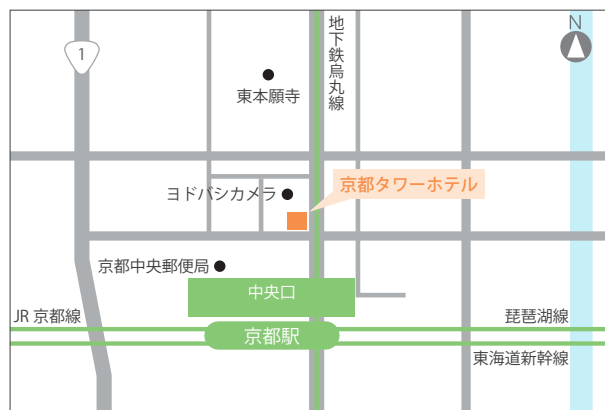 1
地下鉄烏丸線
N
東本願寺
京都タワーホテル
ヨドバシカメラ
京都中央郵便局
中央口
JR 京都線
琵琶湖線
京都駅
東海道新幹線